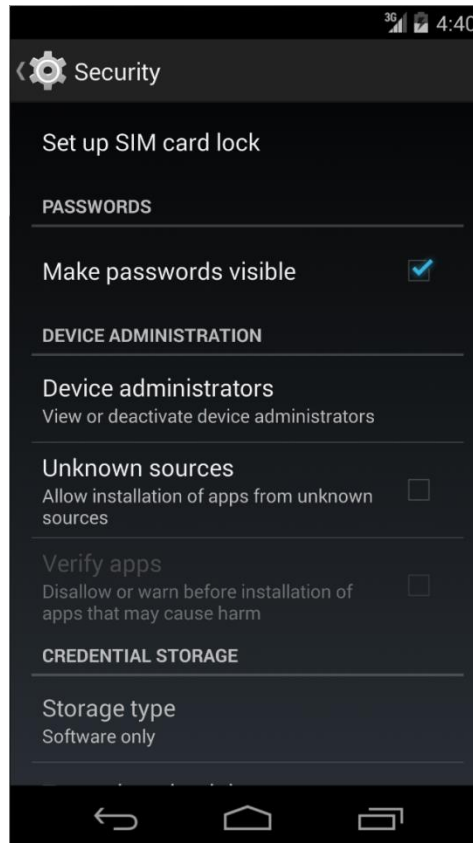 3G 4:40
Security
Set up SIM card lock
PASSWORDS
Make passwords visible
DEVICE ADMINISTRATION
Device administrators
View or deactivate device administrators
Unknown sources
Allow installation of apps from unknown
sources
Verify apps
Disallow or warn before installation of
apps that may cause harm
CREDENTIAL STORAGE
Storage type
Software only